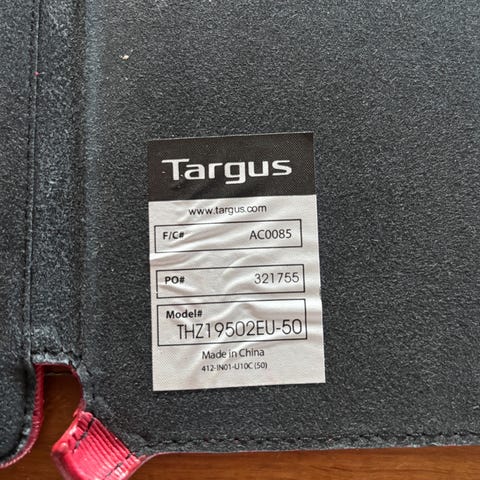 Targus
www.targus.com
F/C# AC0085
PO# 321755
Model#
THZ19502EU-50
Made in China
412-IN01-U10C (50)